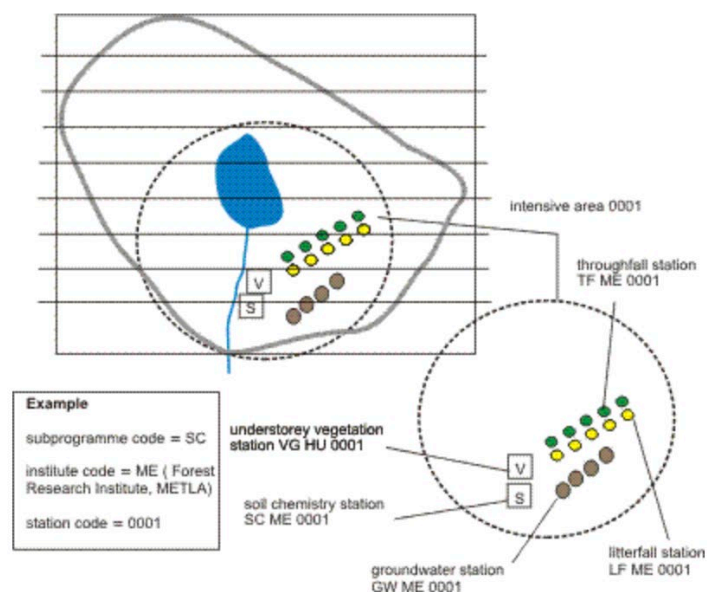 intensive area 0001
throughfall station
TF ME 0001
V
S
Example
subprogramme code = SC
institute code = ME ( Forest
Research Institute, METLA)
station code = 0001
understorey vegetation
station VG HU 0001
V
soil chemistry station
SC ME 0001
S
groundwater station
GW ME 0001
litterfall station
LF ME 0001